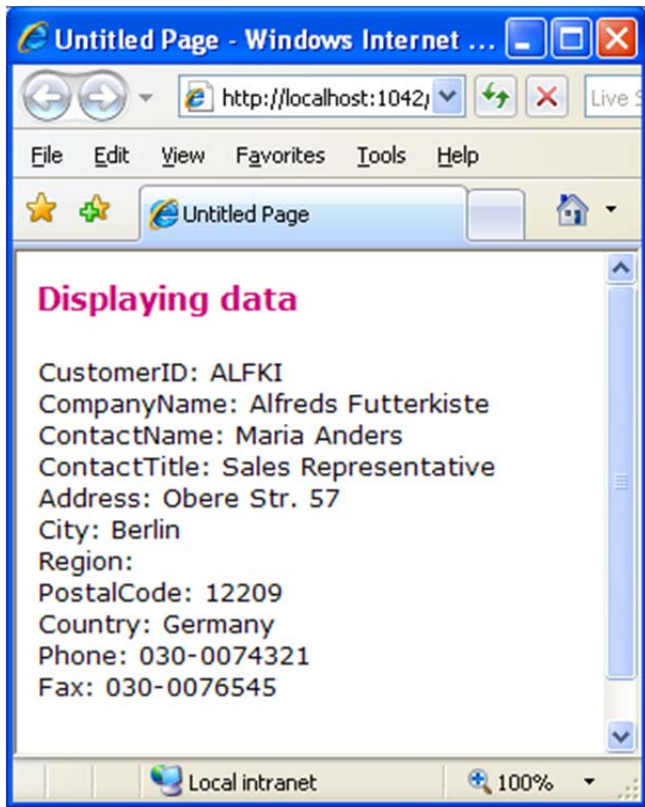 Untitled Page - Windows Internet ...
http://localhost:1042/
Live
File Edit View Favorites Tools Help
Untitled Page
Displaying data
CustomerID: ALFKI
CompanyName: Alfreds Futterkiste
ContactName: Maria Anders
ContactTitle: Sales Representative
Address: Obere Str. 57
City: Berlin
Region:
PostalCode: 12209
Country: Germany
Phone: 030-0074321
Fax: 030-0076545
Local intranet 100%